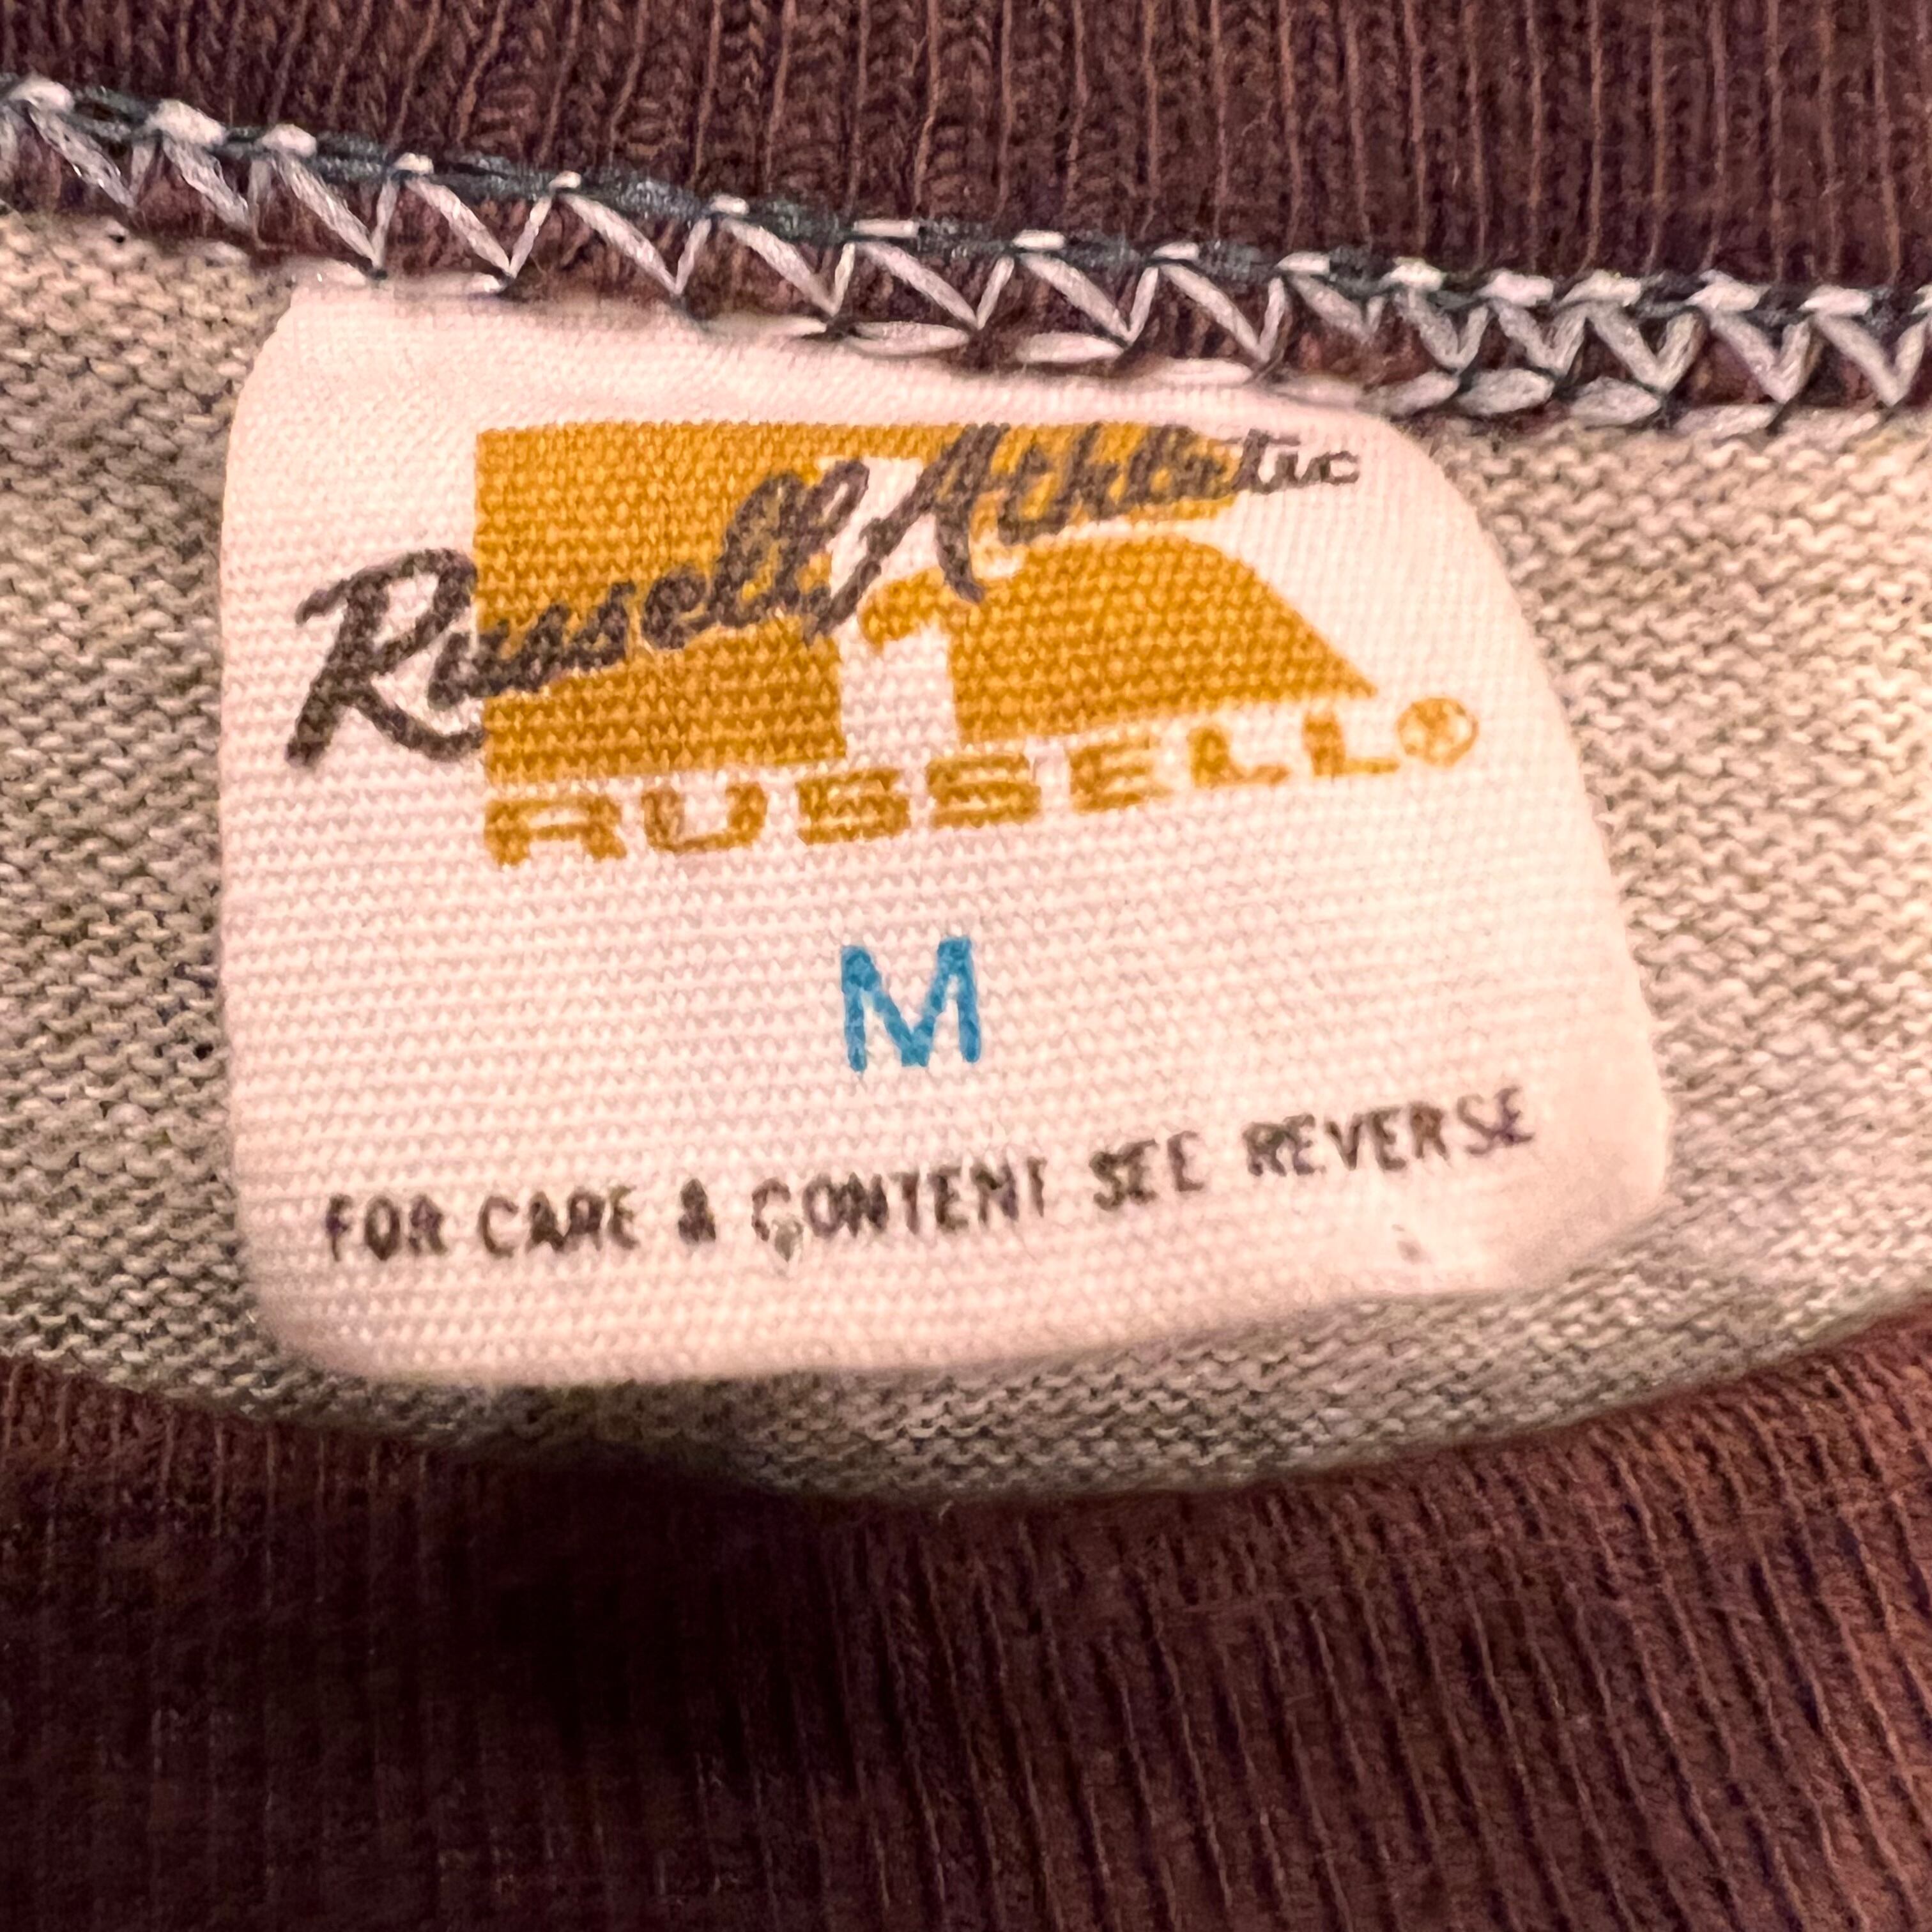 Russell Athletic
RUSSELL®
M
FOR CARE & CONTENT SEE REVERSE